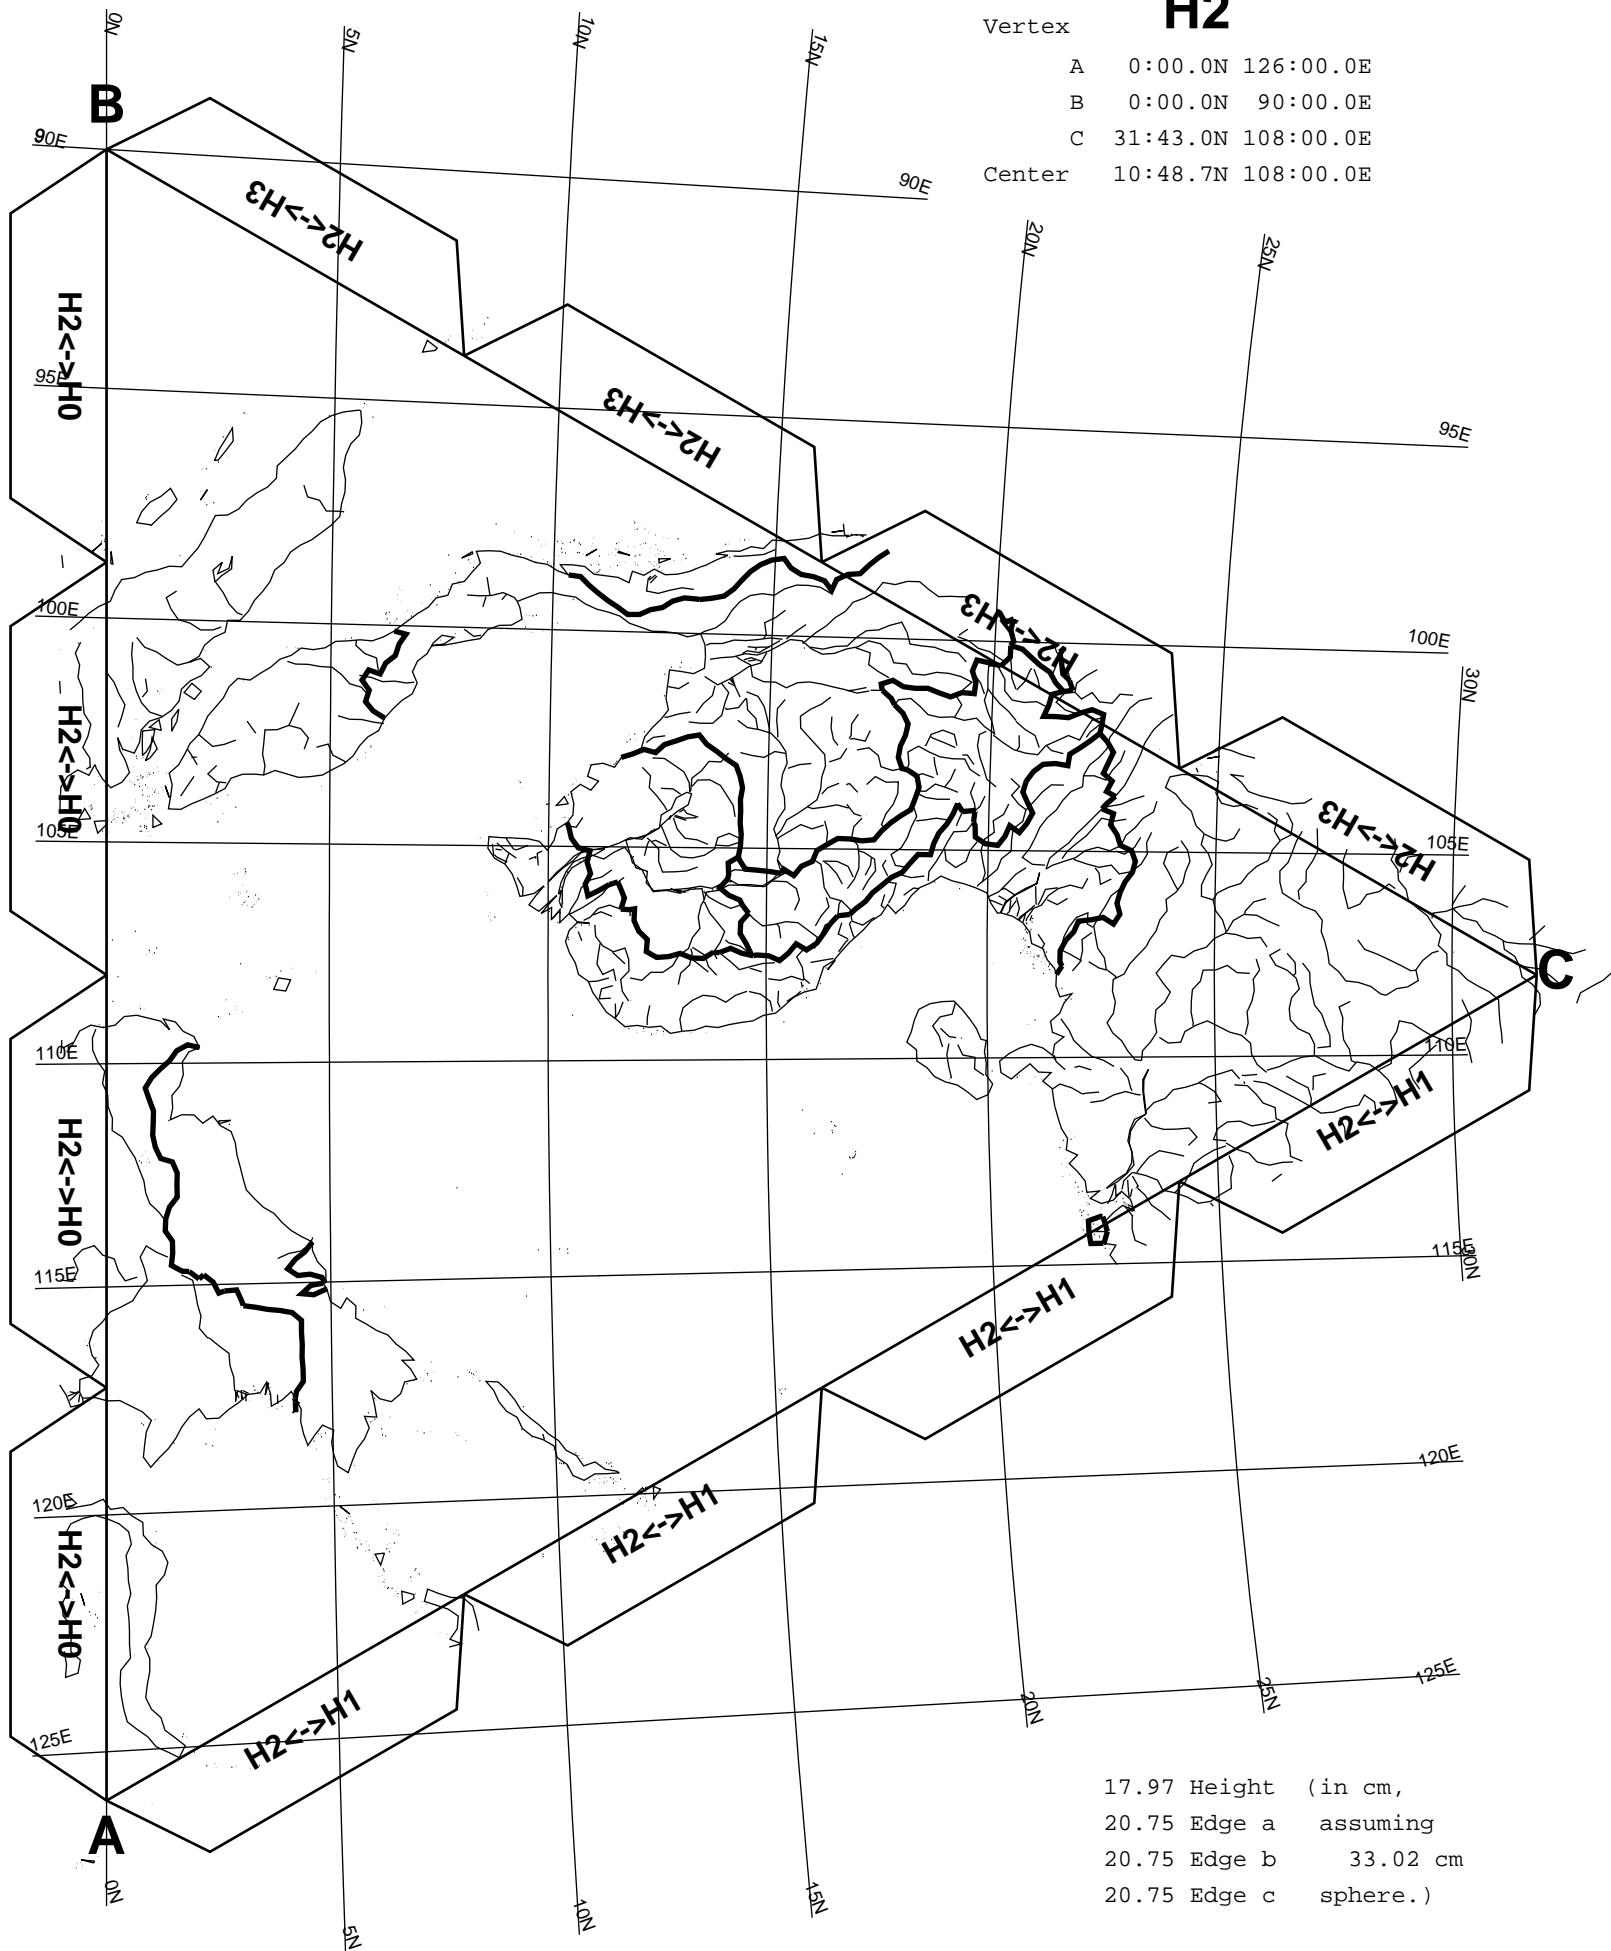 H2
Vertex
A 0:00.0N 126:00.0E
B 0:00.0N 90:00.0E
C 31:43.0N 108:00.0E
Center 10:48.7N 108:00.0E
0N
5N
10N
15N
20N
25N
30N
B
90E
90E
H2<->H3
H2<->H0
95E
95E
H2<->H3
100E
100E
H2<->H3
H2<->H0
105E
105E
H2<->H3
C
110E
110E
H2<->H1
H2<->H0
115E
115E
30N
H2<->H1
120E
120E
H2<->H1
H2<->H0
125E
125E
H2<->H1
A
0N
5N
10N
15N
20N
25N
17.97 Height (in cm,
20.75 Edge a assuming
20.75 Edge b 33.02 cm
20.75 Edge c sphere.)